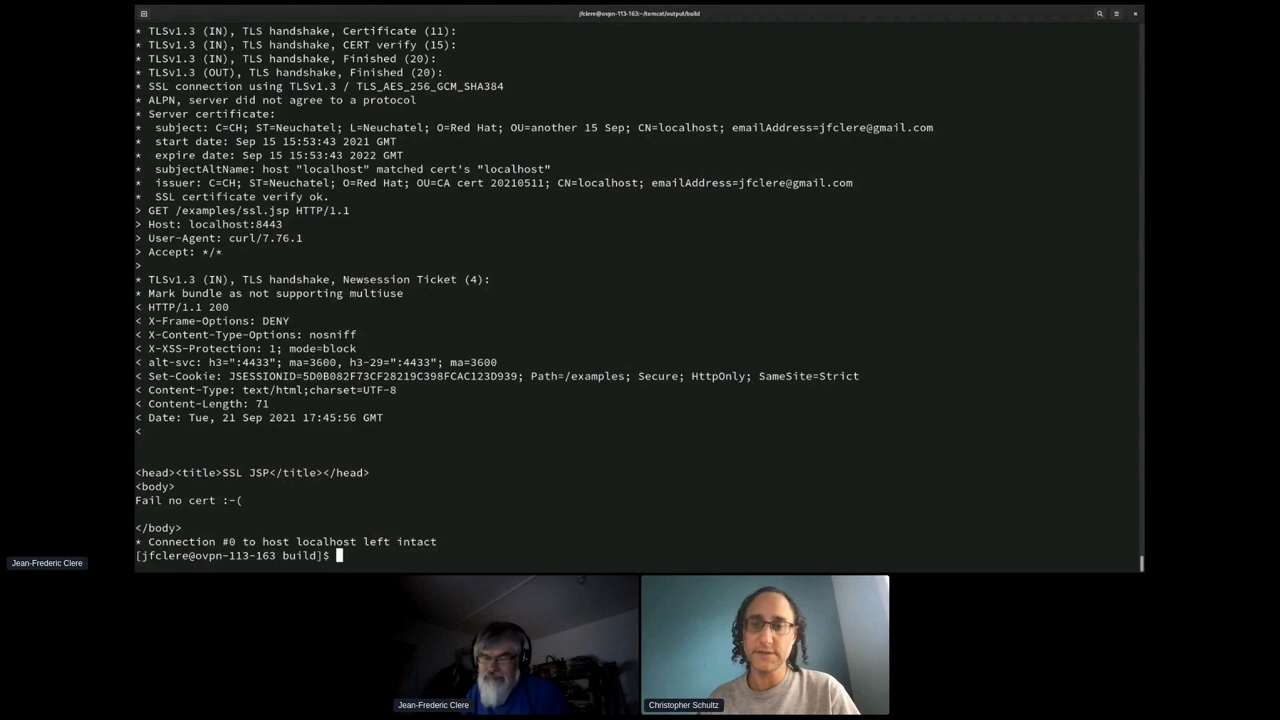 jfclere@ovpn-113-163:~/tomcat/output/build
* TLSv1.3 (IN), TLS handshake, Certificate (11):
* TLSv1.3 (IN), TLS handshake, CERT verify (15):
* TLSv1.3 (IN), TLS handshake, Finished (20):
* TLSv1.3 (OUT), TLS handshake, Finished (20):
* SSL connection using TLSv1.3 / TLS_AES_256_GCM_SHA384
* ALPN, server did not agree to a protocol
* Server certificate:
*  subject: C=CH; ST=Neuchatel; L=Neuchatel; O=Red Hat; OU=another 15 Sep; CN=localhost; emailAddress=jfclere@gmail.com
*  start date: Sep 15 15:53:43 2021 GMT
*  expire date: Sep 15 15:53:43 2022 GMT
*  subjectAltName: host "localhost" matched cert's "localhost"
*  issuer: C=CH; ST=Neuchatel; O=Red Hat; OU=CA cert 20210511; CN=localhost; emailAddress=jfclere@gmail.com
*  SSL certificate verify ok.
> GET /examples/ssl.jsp HTTP/1.1
> Host: localhost:8443
> User-Agent: curl/7.76.1
> Accept: */*
>
* TLSv1.3 (IN), TLS handshake, Newsession Ticket (4):
* Mark bundle as not supporting multiuse
< HTTP/1.1 200
< X-Frame-Options: DENY
< X-Content-Type-Options: nosniff
< X-XSS-Protection: 1; mode=block
< alt-svc: h3=":4433"; ma=3600, h3-29=":4433"; ma=3600
< Set-Cookie: JSESSIONID=5D0B082F73CF28219C398FCAC123D939; Path=/examples; Secure; HttpOnly; SameSite=Strict
< Content-Type: text/html;charset=UTF-8
< Content-Length: 71
< Date: Tue, 21 Sep 2021 17:45:56 GMT
<
<head><title>SSL JSP</title></head>
<body>
Fail no cert :-(
</body>
* Connection #0 to host localhost left intact
[jfclere@ovpn-113-163 build]$
Jean-Frederic Clere
Jean-Frederic Clere
Christopher Schultz